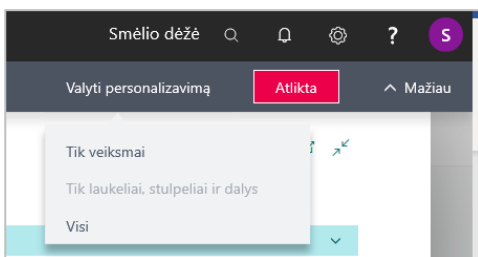 Smėlio dėžė ? S
Valyti personalizavimą Atlikta Mažiau
Tik veiksmai
Tik laukeliai, stulpeliai ir dalys
Visi